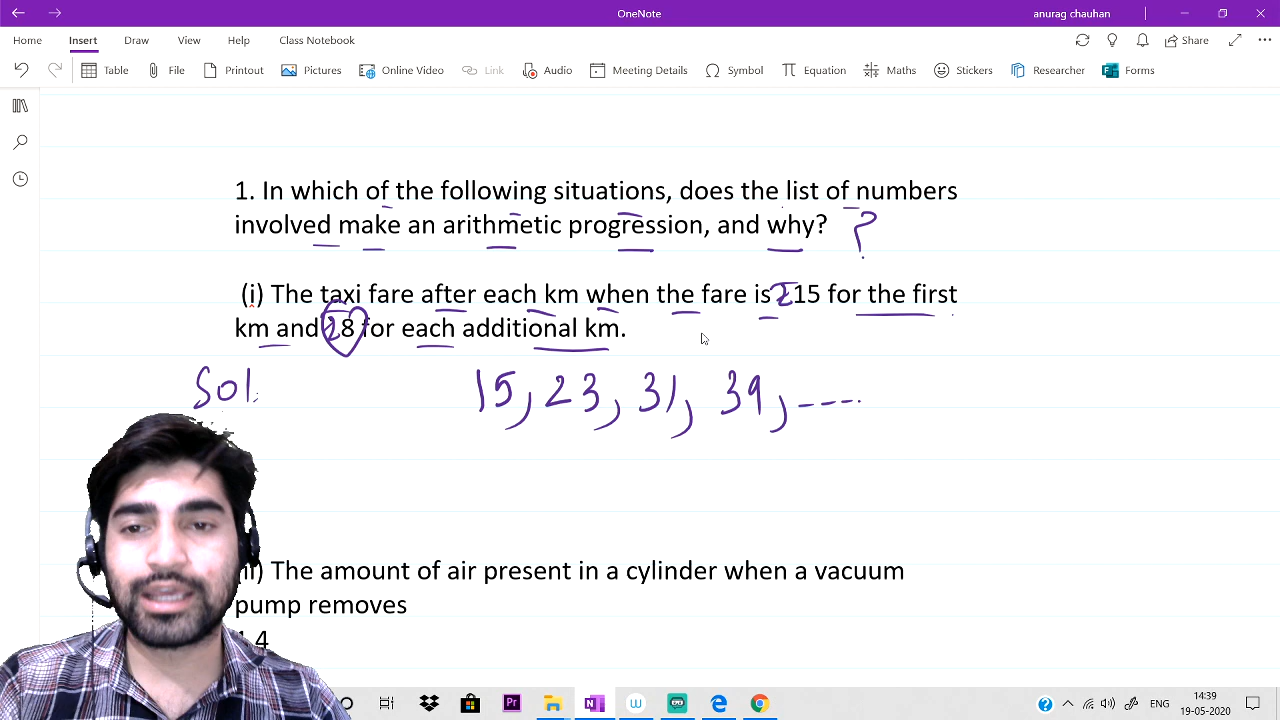 OneNote
anurag chauhan
Home Insert Draw View Help Class Notebook
Share
Table File Printout Pictures Online Video Link Audio Meeting Details Symbol Equation Maths Stickers Researcher Forms
1. In which of the following situations, does the list of numbers
involved make an arithmetic progression, and why? ?
(i) The taxi fare after each km when the fare is ₹15 for the first
km and ₹8 for each additional km.
Sol.
15, 23, 31, 39, ----
The amount of air present in a cylinder when a vacuum
pump removes
4
ENG
14:39
19-05-2020